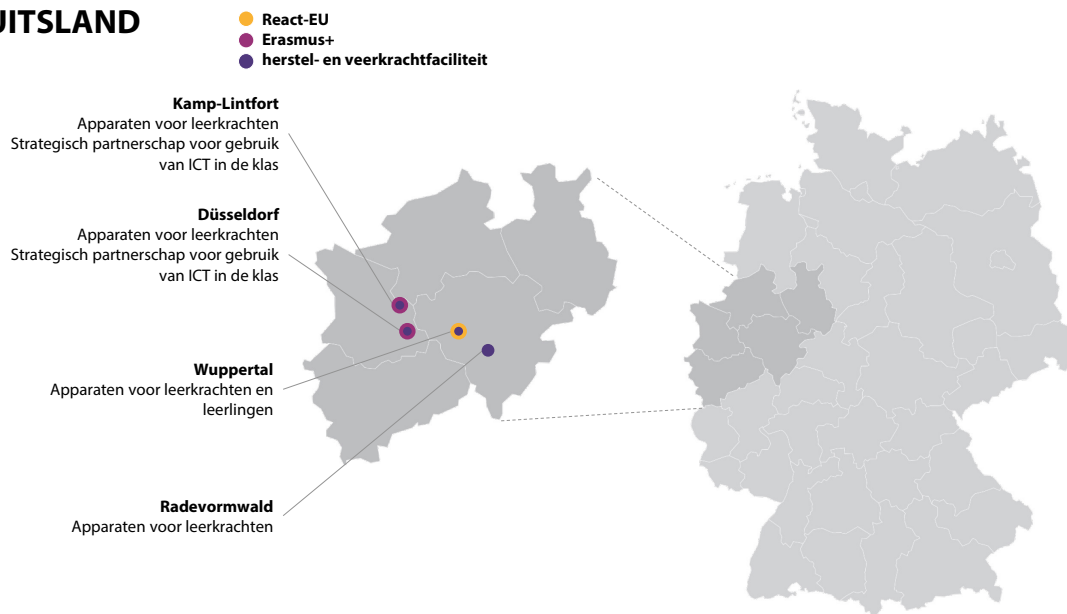 UITSLAND
React-EU
Erasmus+
herstel- en veerkrachtfaciliteit
Kamp-Lintfort
Apparaten voor leerkrachten
Strategisch partnerschap voor gebruik
van ICT in de klas
Düsseldorf
Apparaten voor leerkrachten
Strategisch partnerschap voor gebruik
van ICT in de klas
Wuppertal
Apparaten voor leerkrachten en
leerlingen
Radevormwald
Apparaten voor leerkrachten